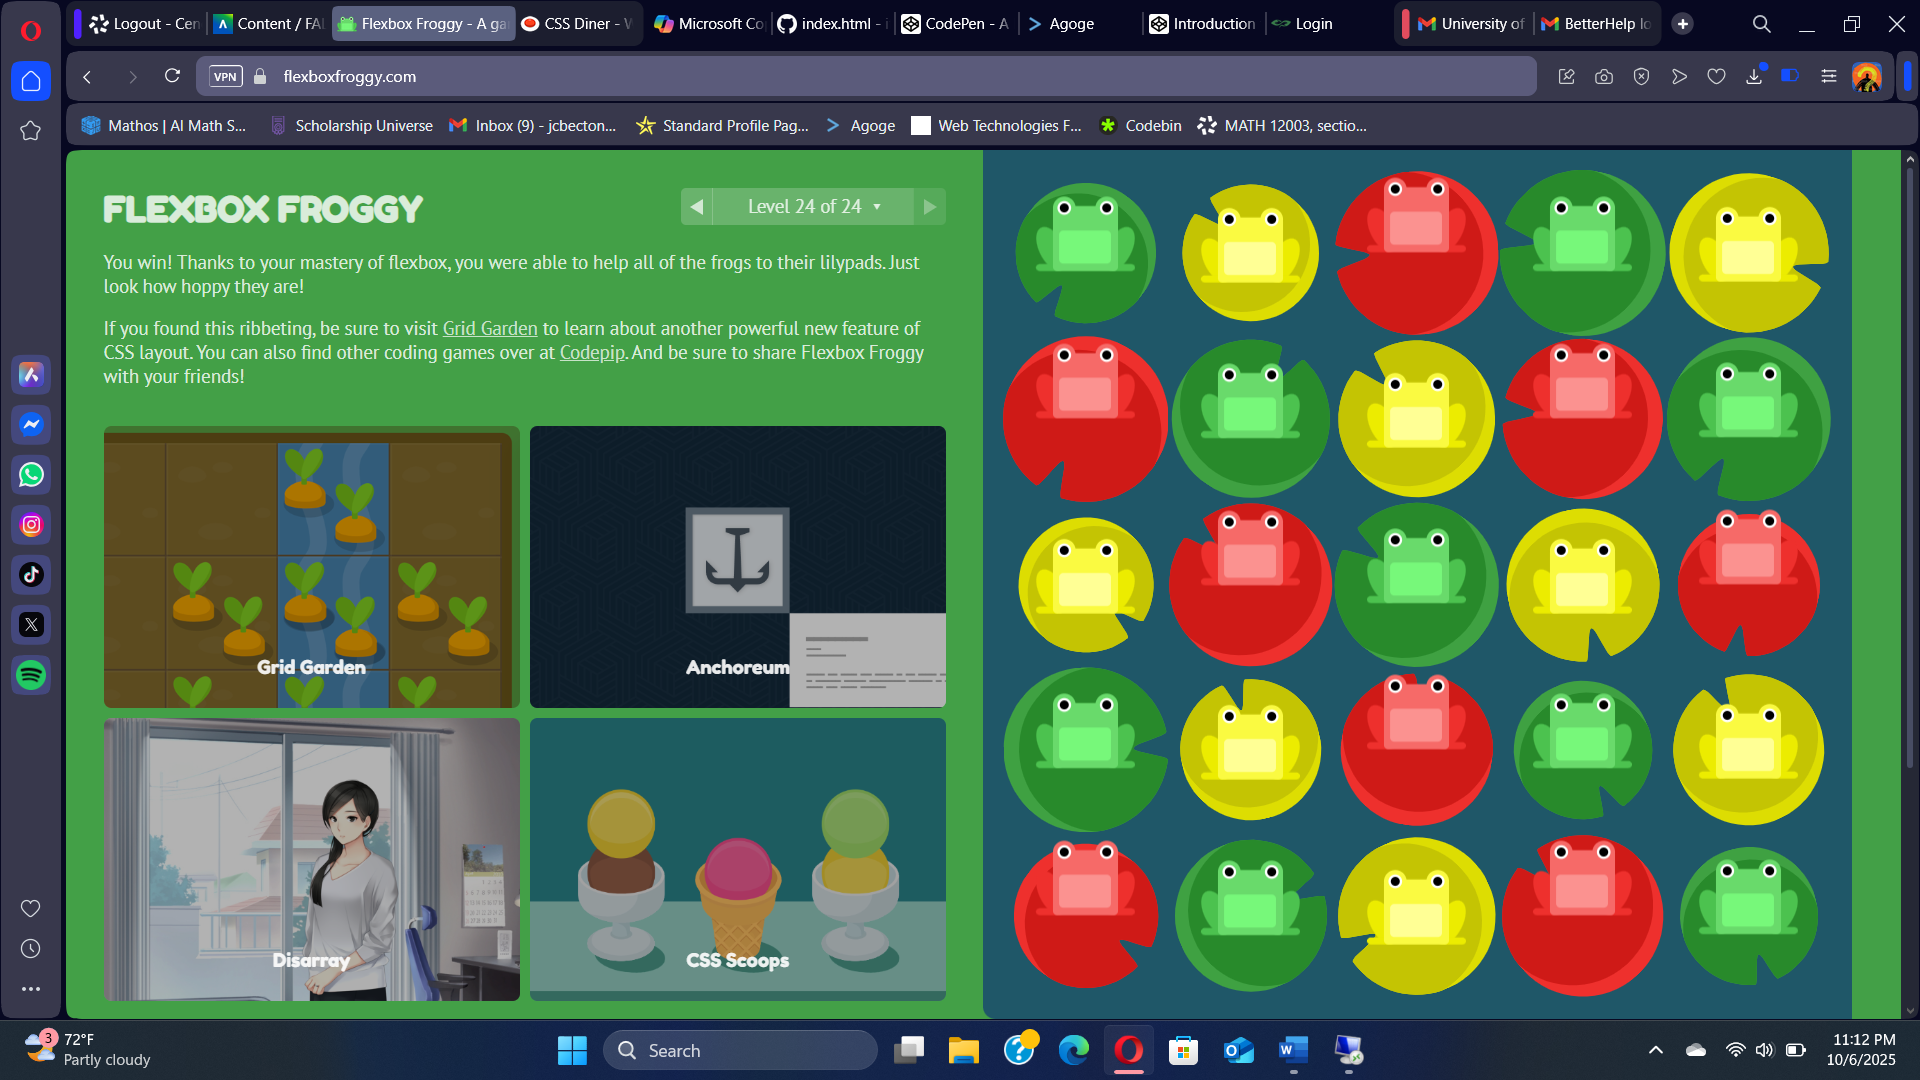 Logout - Cen
Content / FAL
Flexbox Froggy - A ga
CSS Diner - W
Microsoft Co
index.html - i
CodePen - A
Agoge
Introduction
Login
University of
BetterHelp lo
VPN
flexboxfroggy.com
Mathos | AI Math S...
Scholarship Universe
Inbox (9) - jcbecton...
Standard Profile Pag...
Agoge
Web Technologies F...
Codebin
MATH 12003, sectio...
FLEXBOX FROGGY
Level 24 of 24
You win! Thanks to your mastery of flexbox, you were able to help all of the frogs to their lilypads. Just
look how hoppy they are!
If you found this ribbeting, be sure to visit Grid Garden to learn about another powerful new feature of
CSS layout. You can also find other coding games over at Codepip. And be sure to share Flexbox Froggy
with your friends!
Grid Garden
Anchoreum
Disarray
CSS Scoops
3
72°F
Partly cloudy
Search
11:12 PM
10/6/2025